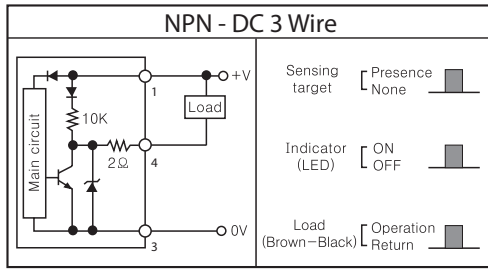 NPN - DC 3 Wire
+V
1
Load
10K
Main circuit
2Ω
4
0V
3
Sensing target
Presence
None
Indicator (LED)
ON
OFF
Load (Brown-Black)
Operation
Return